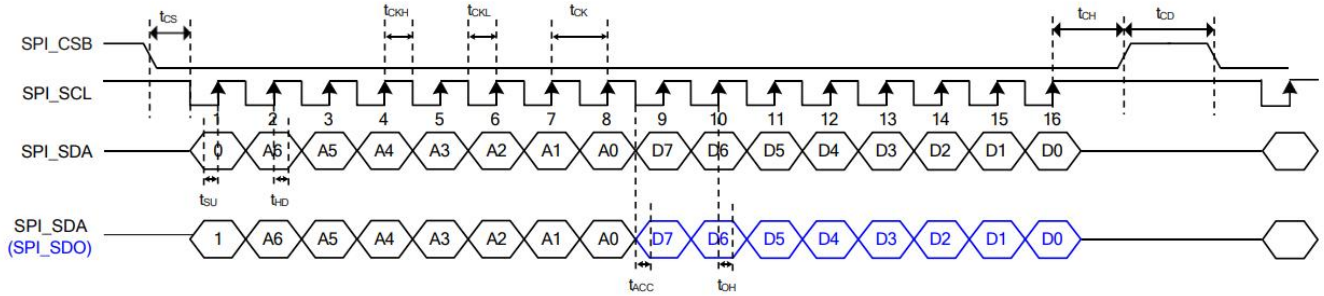 tCS tCKH tCKL tCK tCH tCD
SPI_CSB
SPI_SCL
1 2 3 4 5 6 7 8 9 10 11 12 13 14 15 16
SPI_SDA 0 A6 A5 A4 A3 A2 A1 A0 D7 D6 D5 D4 D3 D2 D1 D0
tSU tHD
SPI_SDA
(SPI_SDO) 1 A6 A5 A4 A3 A2 A1 A0 D7 D6 D5 D4 D3 D2 D1 D0
tACC tOH